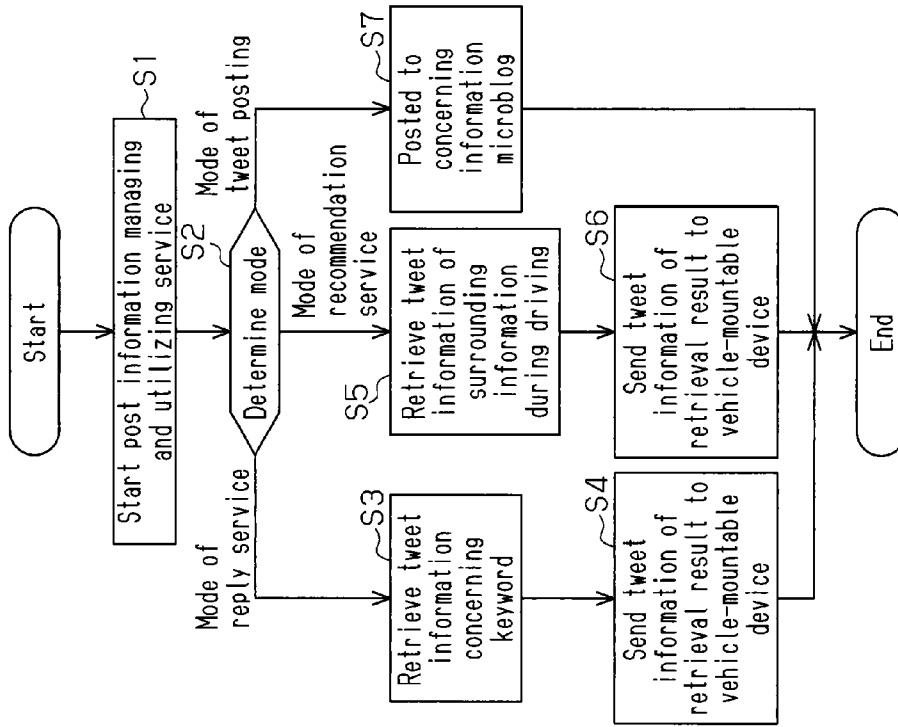 Start
S1
Start post information managing
and utilizing service
S2
Determine mode
Mode of
reply service
Mode of
recommendation
service
Mode of
tweet posting
S3
Retrieve tweet
information
concerning
keyword
S5
Retrieve tweet
information of
surrounding
information
during driving
S7
Posted to
concerning
information
microblog
S4
Send tweet
information of
retrieval result to
vehicle-mountable
device
S6
Send tweet
information of
retrieval result to
vehicle-mountable
device
End